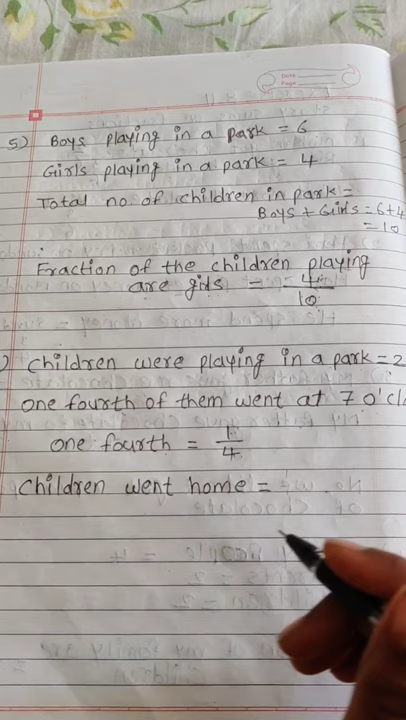 Date
Page
5) Boys playing in a park = 6
Girls playing in a park = 4
Total no. of children in park =
Boys + Girls = 6+4
= 10
Fraction of the children playing
are girls = 4/10
) Children were playing in a park = 2
One fourth of them went at 7 o'cl
One fourth = 1/4
Children went home =